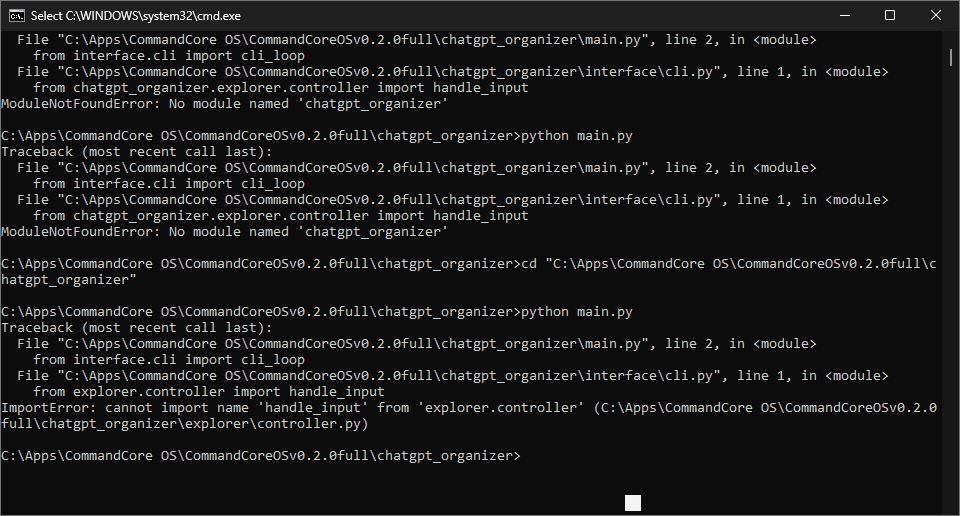 Select C:\WINDOWS\system32\cmd.exe
File "C:\Apps\CommandCore OS\CommandCoreOSv0.2.0full\chatgpt_organizer\main.py", line 2, in <module>
from interface.cli import cli_loop
File "C:\Apps\CommandCore OS\CommandCoreOSv0.2.0full\chatgpt_organizer\interface\cli.py", line 1, in <module>
from chatgpt_organizer.explorer.controller import handle_input
ModuleNotFoundError: No module named 'chatgpt_organizer'
C:\Apps\CommandCore OS\CommandCoreOSv0.2.0full\chatgpt_organizer>python main.py
Traceback (most recent call last):
File "C:\Apps\CommandCore OS\CommandCoreOSv0.2.0full\chatgpt_organizer\main.py", line 2, in <module>
from interface.cli import cli_loop
File "C:\Apps\CommandCore OS\CommandCoreOSv0.2.0full\chatgpt_organizer\interface\cli.py", line 1, in <module>
from chatgpt_organizer.explorer.controller import handle_input
ModuleNotFoundError: No module named 'chatgpt_organizer'
C:\Apps\CommandCore OS\CommandCoreOSv0.2.0full\chatgpt_organizer>cd "C:\Apps\CommandCore OS\CommandCoreOSv0.2.0full\c
hatgpt_organizer"
C:\Apps\CommandCore OS\CommandCoreOSv0.2.0full\chatgpt_organizer>python main.py
Traceback (most recent call last):
File "C:\Apps\CommandCore OS\CommandCoreOSv0.2.0full\chatgpt_organizer\main.py", line 2, in <module>
from interface.cli import cli_loop
File "C:\Apps\CommandCore OS\CommandCoreOSv0.2.0full\chatgpt_organizer\interface\cli.py", line 1, in <module>
from explorer.controller import handle_input
ImportError: cannot import name 'handle_input' from 'explorer.controller' (C:\Apps\CommandCore OS\CommandCoreOSv0.2.0
full\chatgpt_organizer\explorer\controller.py)
C:\Apps\CommandCore OS\CommandCoreOSv0.2.0full\chatgpt_organizer>